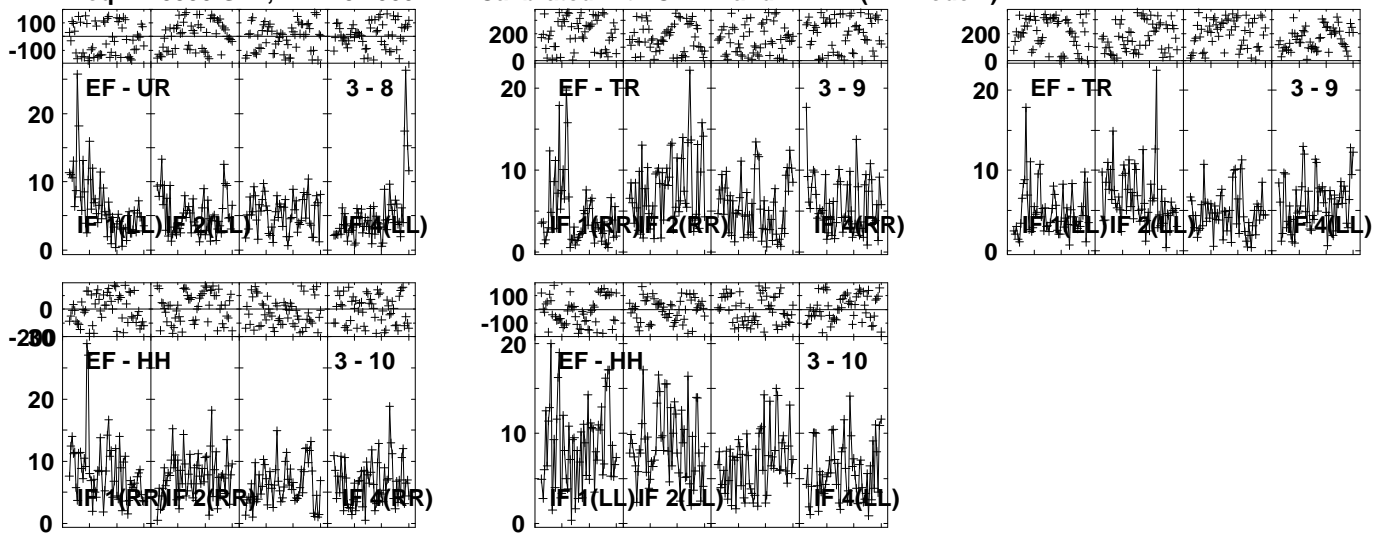 100
-100
EF - UR
3 - 8
20
10
0
IF 1(LL)
IF 2(LL)
IF 4(LL)
200
0
EF - TR
3 - 9
20
10
0
IF 1(RR)
IF 2(RR)
IF 4(RR)
200
0
EF - TR
3 - 9
20
10
0
IF 1(LL)
IF 2(LL)
IF 4(LL)
0
-200
30
EF - HH
3 - 10
20
10
0
IF 1(RR)
IF 2(RR)
IF 4(RR)
100
-100
20
EF - HH
3 - 10
10
0
IF 1(LL)
IF 2(LL)
IF 4(LL)